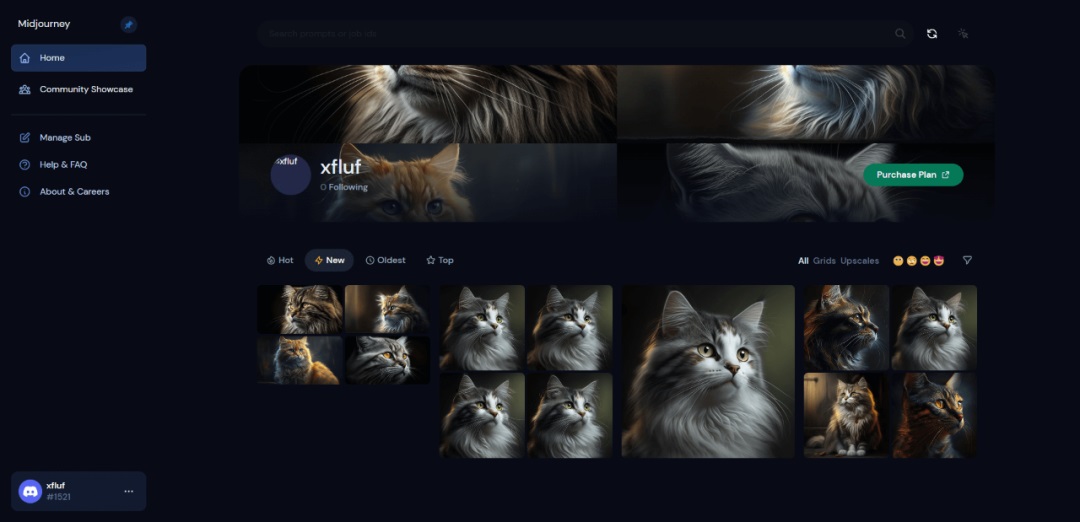 Midjourney
Home
Community Showcase
Manage Sub
Help & FAQ
About & Careers
xfluf
#1521
Search prompts or job ids
xfluf
xfluf
0 Following
Purchase Plan
Hot New Oldest Top
All Grids Upscales